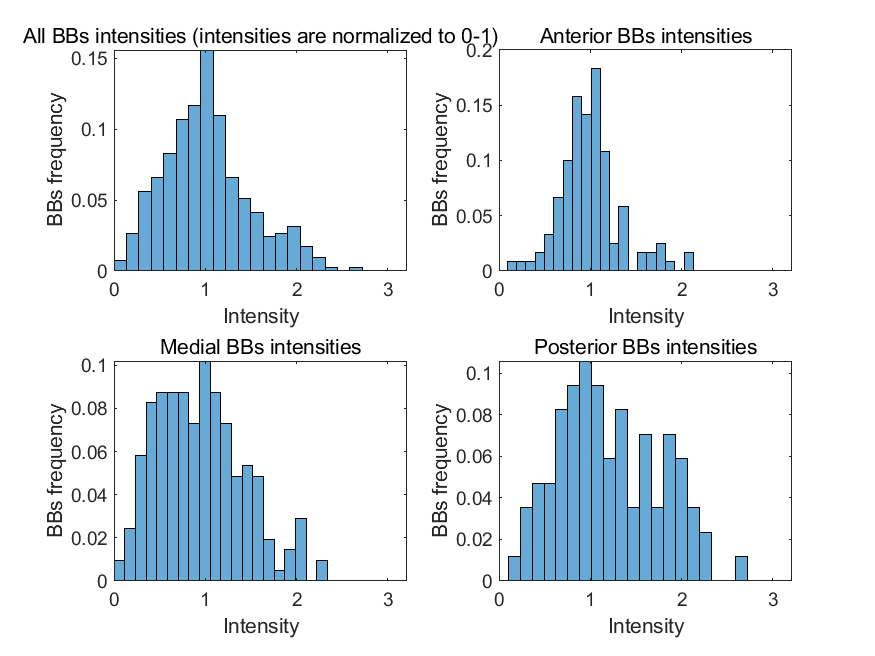 All BBs intensities (intensities are normalized to 0-1)
BBs frequency
0.15
0.1
0.05
0
0 1 2 3
Intensity
Anterior BBs intensities
BBs frequency
0.2
0.15
0.1
0.05
0
0 1 2 3
Intensity
Medial BBs intensities
BBs frequency
0.1
0.08
0.06
0.04
0.02
0
0 1 2 3
Intensity
Posterior BBs intensities
BBs frequency
0.1
0.08
0.06
0.04
0.02
0
0 1 2 3
Intensity